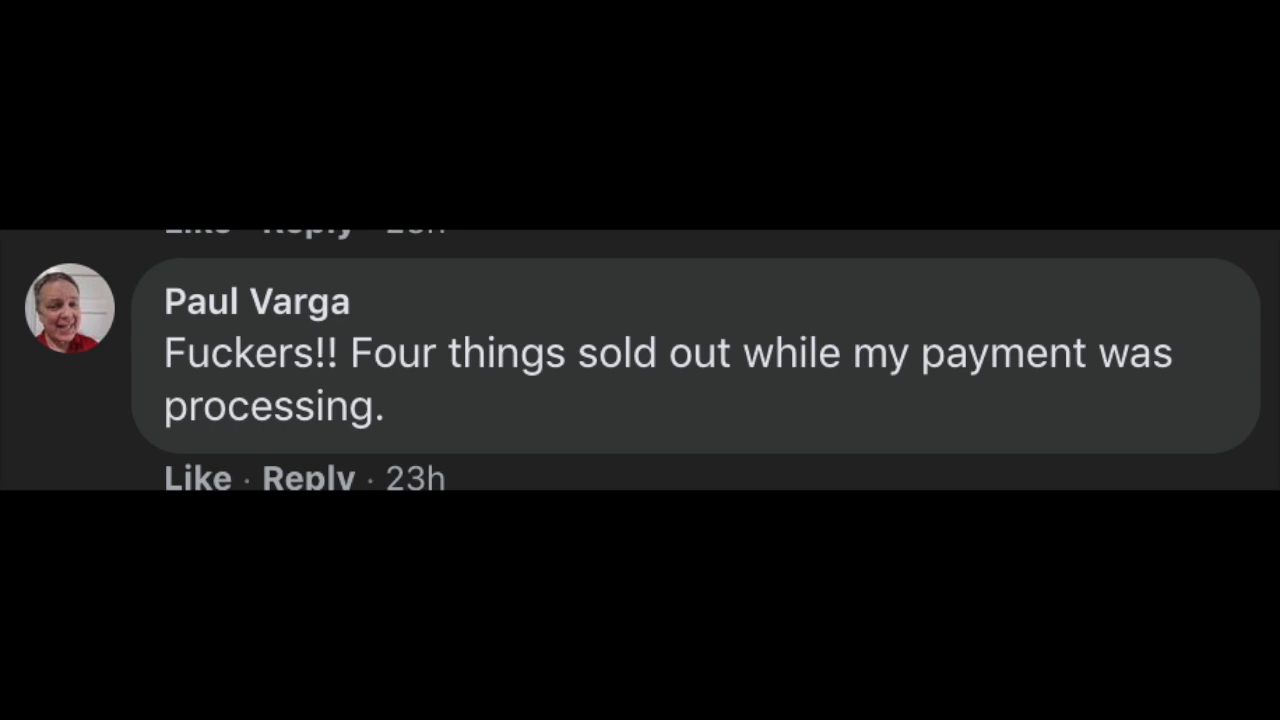 Paul Varga
Fuckers!! Four things sold out while my payment was
processing.
Like · Reply · 23h